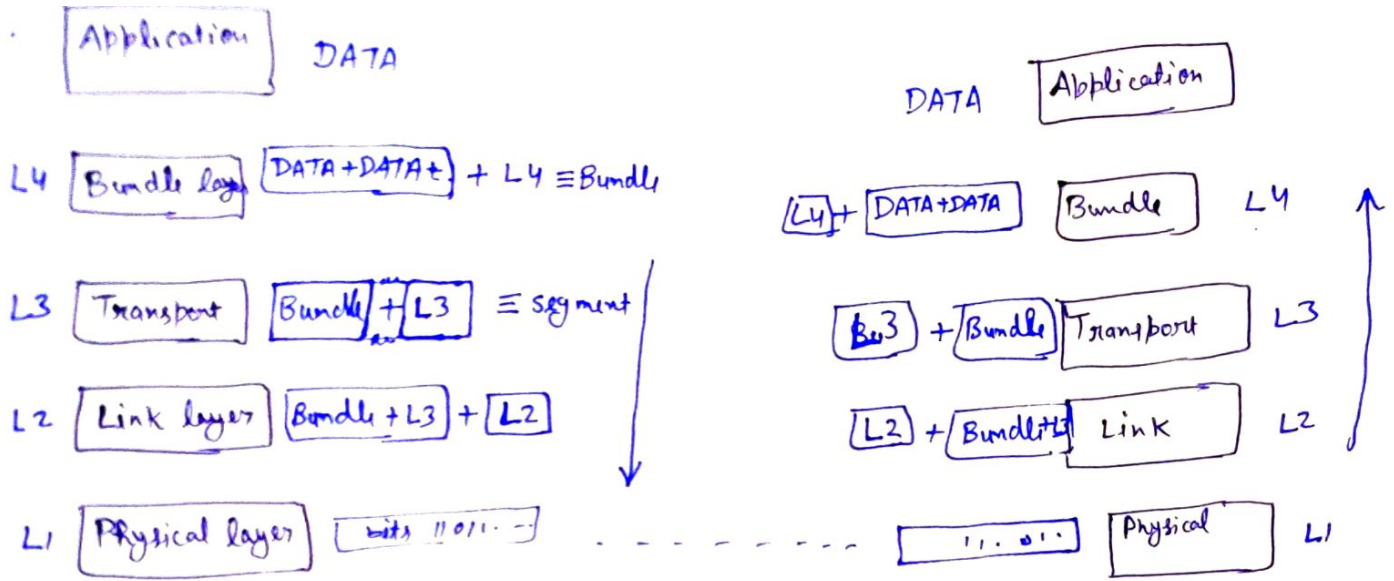 Application DATA
L4 Bundle layer DATA+DATA+ + L4 ≡ Bundle
L3 Transport Bundle + L3 ≡ segment
L2 Link layer Bundle + L3 + L2
L1 Physical layer bits 11011. --
DATA Application
L4 + DATA+DATA Bundle L4
3 + Bundle Transport L3
L2 + Bundle+L3 Link L2
11. 01.. Physical L1